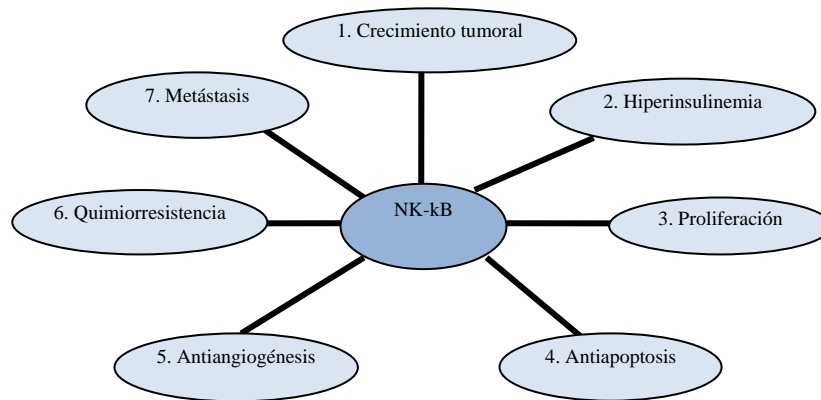 1. Crecimiento tumoral
7. Metástasis
2. Hiperinsulinemia
NK-kB
6. Quimiorresistencia
3. Proliferación
5. Antiangiogénesis
4. Antiapoptosis